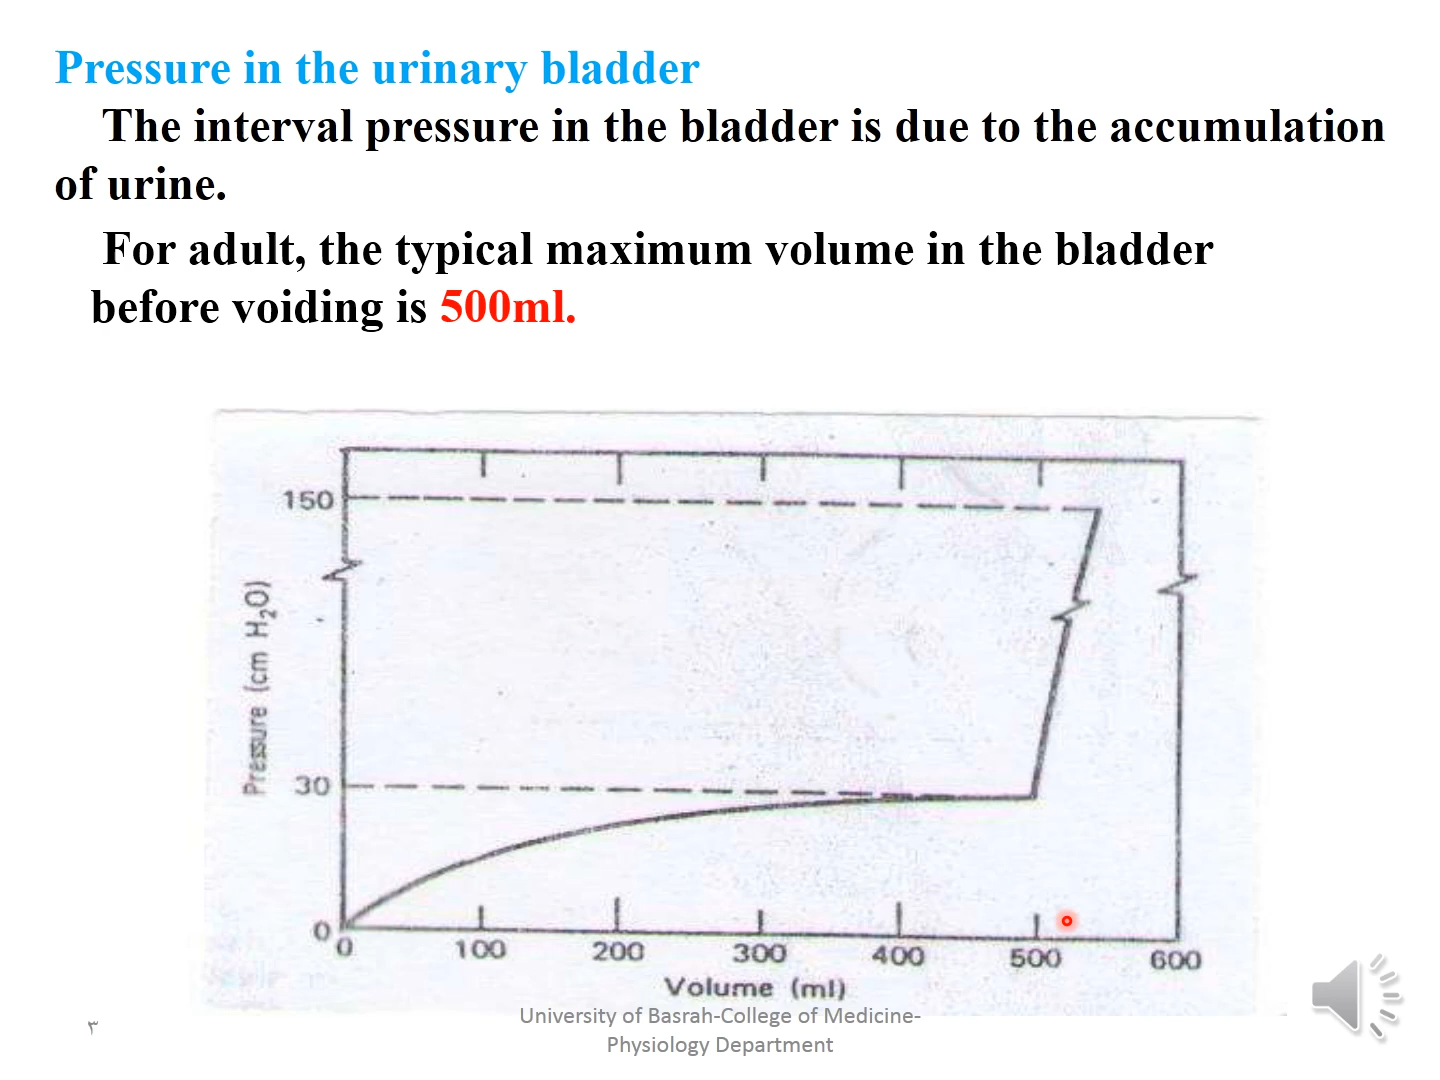 Pressure in the urinary bladder
The interval pressure in the bladder is due to the accumulation
of urine.
For adult, the typical maximum volume in the bladder
before voiding is 500ml.
150
Pressure (cm H₂O)
30
0
0 100 200 300 400 500 600
Volume (ml)
University of Basrah-College of Medicine-
Physiology Department
٣